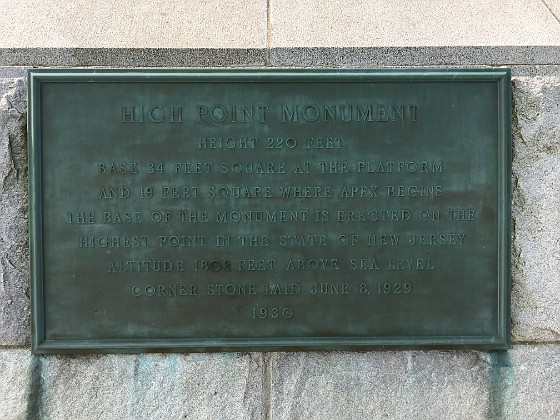 HIGH POINT MONUMENT
HEIGHT 220 FEET
BASE 34 FEET SQUARE AT THE PLATFORM
AND 19 FEET SQUARE WHERE APEX BEGINS
THE BASE OF THE MONUMENT IS ERECTED ON THE
HIGHEST POINT IN THE STATE OF NEW JERSEY
ALTITUDE 1803 FEET ABOVE SEA LEVEL
CORNER STONE LAID JUNE 8, 1929
1930